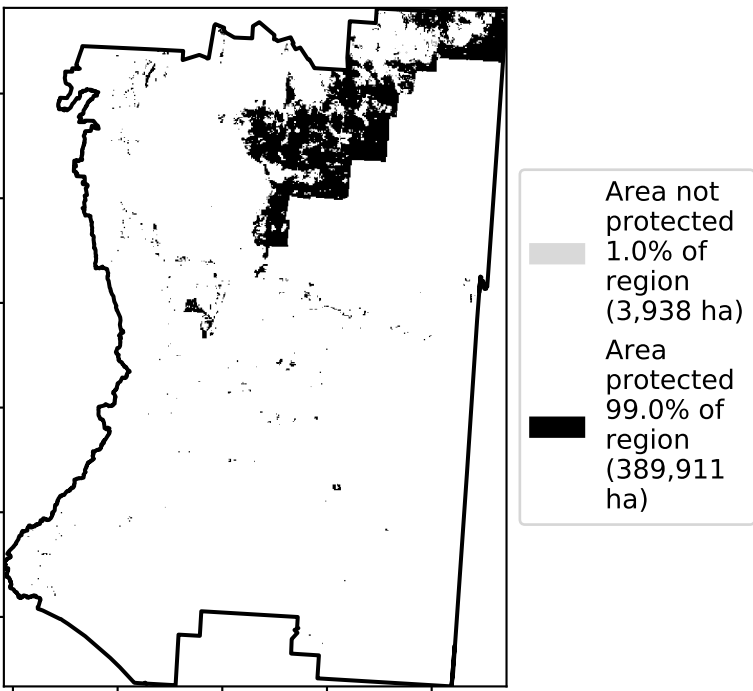 Area not
protected
1.0% of
region
(3,938 ha)
Area
protected
99.0% of
region
(389,911
ha)